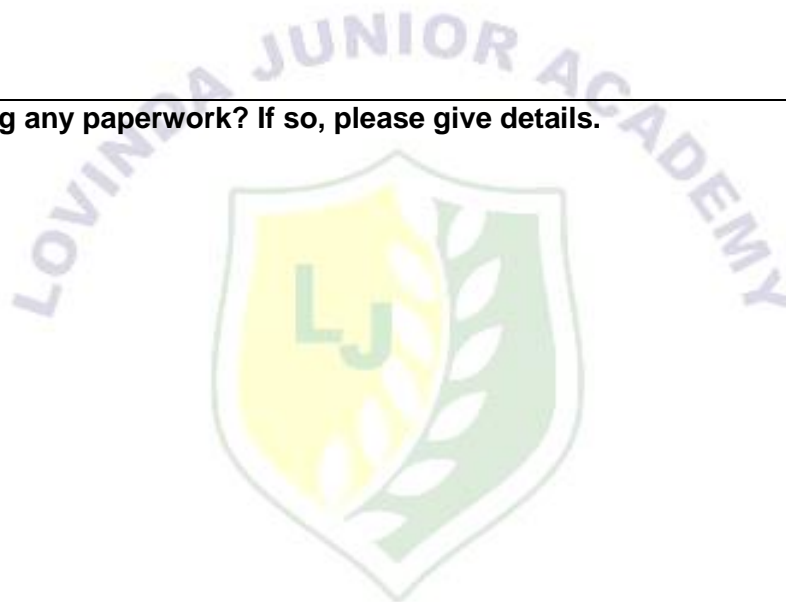 LOVINDA JUNIOR ACADEMY
g any paperwork? If so, please give details.
LJ